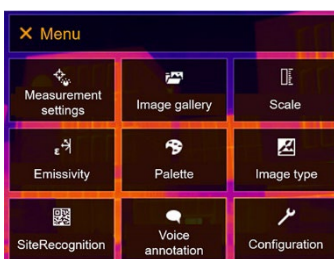 × Menu
Measurement
settings
Image gallery
Scale
ε
Emissivity
Palette
Image type
SiteRecognition
Voice
annotation
Configuration